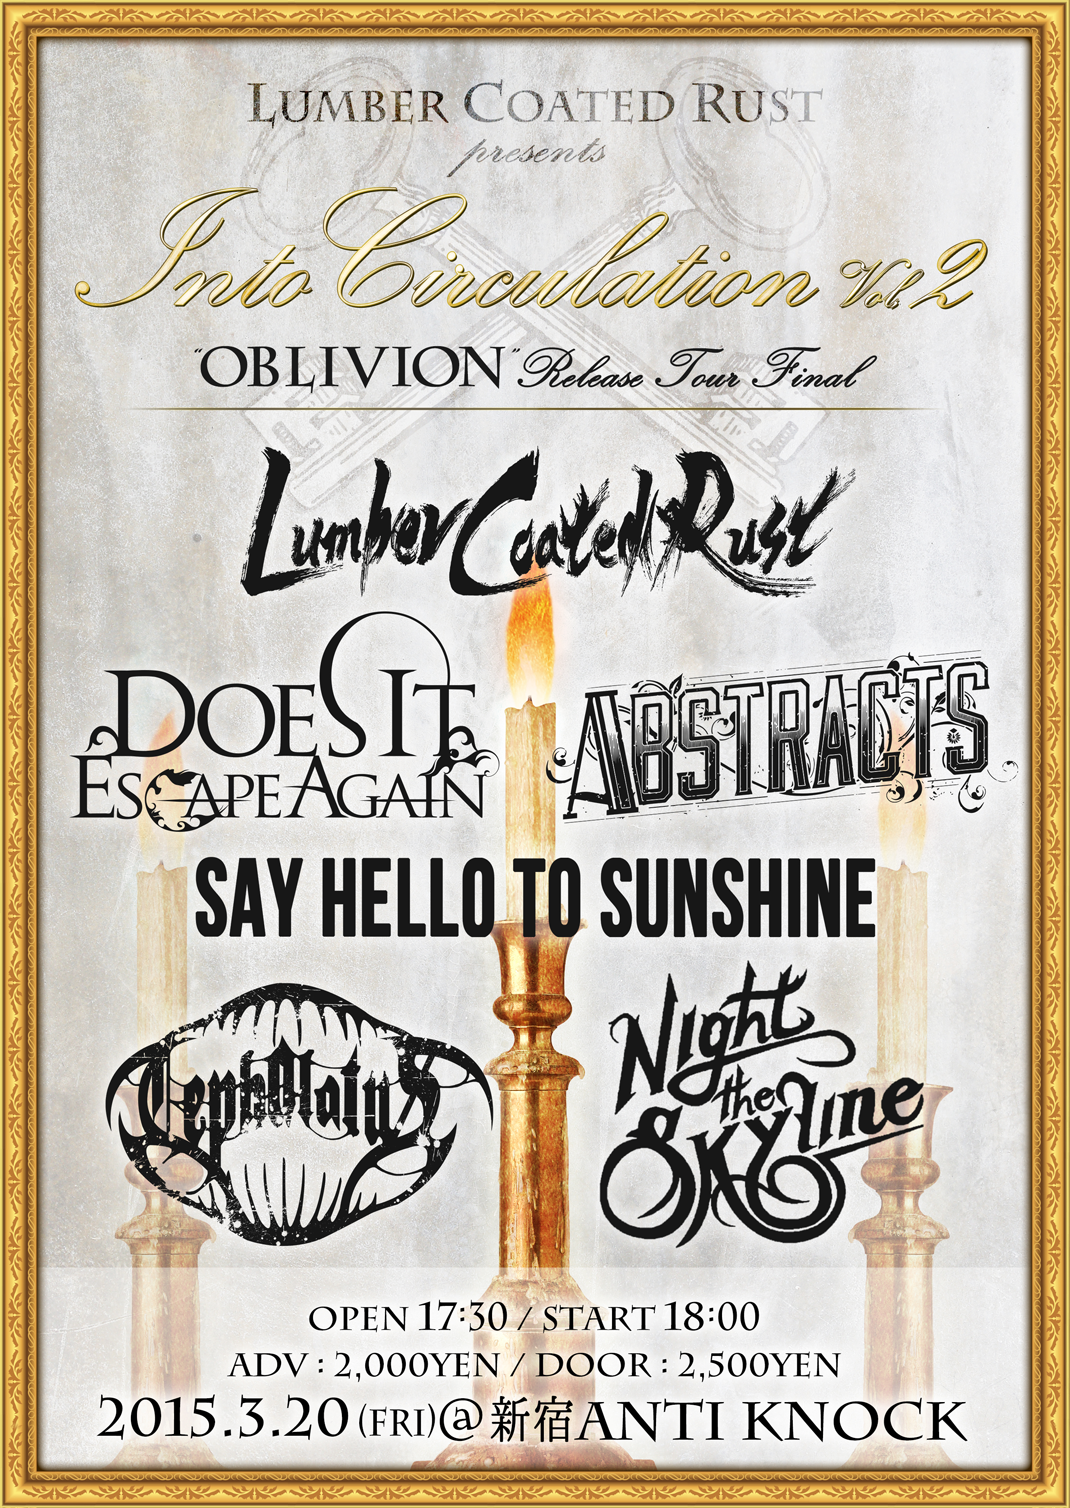 LUMBER COATED RUST
presents
Into Circulation Vol.2
"OBLIVION" Release Tour Final
Lumber Coated Rust
DOES IT
ESCAPE AGAIN
ABSTRACTS
SAY HELLO TO SUNSHINE
Night
the
SKYLINE
OPEN 17:30 / START 18:00
ADV : 2,000YEN / DOOR : 2,500YEN
2015.3.20 (FRI)@新宿ANTI KNOCK